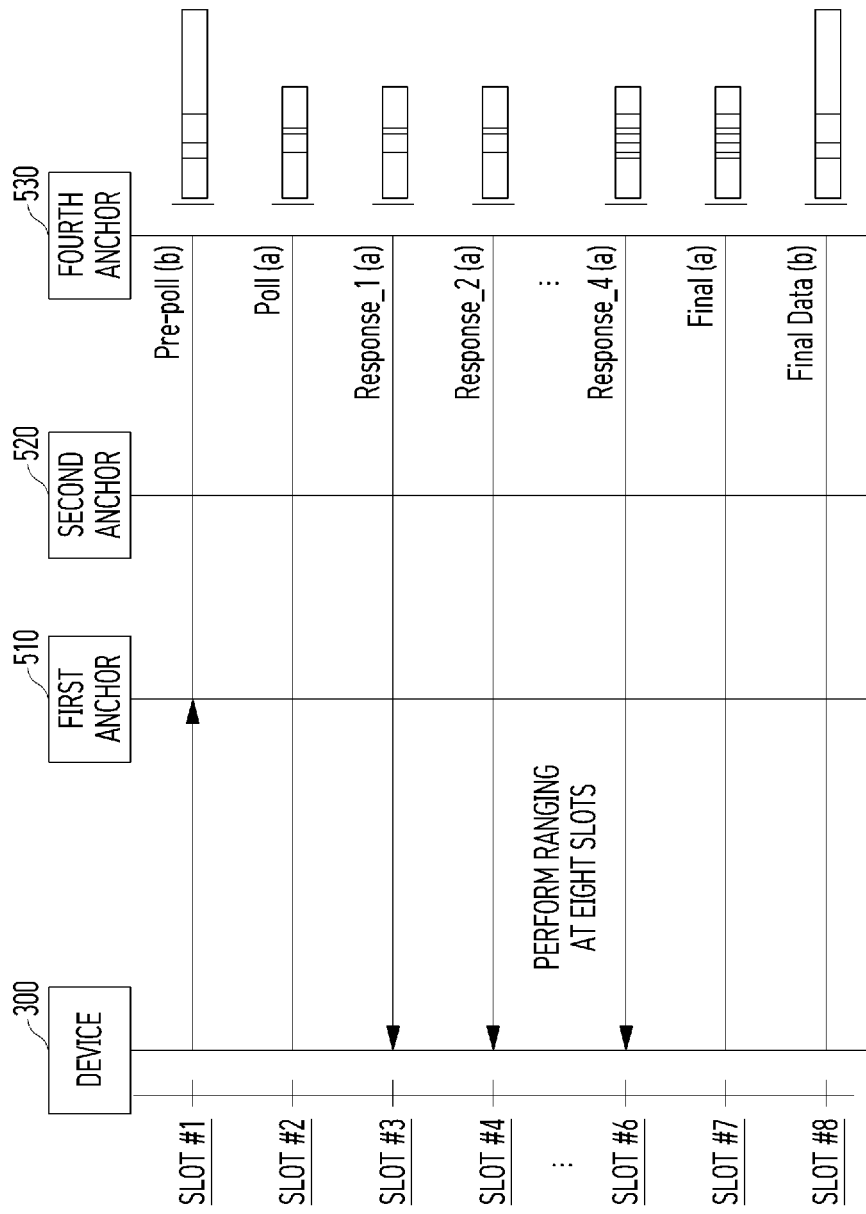 300
510
520
530
DEVICE
FIRST
ANCHOR
SECOND
ANCHOR
FOURTH
ANCHOR
SLOT #1
Pre-poll (b)
SLOT #2
Poll (a)
SLOT #3
Response_1 (a)
SLOT #4
Response_2 (a)
...
PERFORM RANGING
AT EIGHT SLOTS
...
SLOT #6
Response_4 (a)
SLOT #7
Final (a)
SLOT #8
Final Data (b)